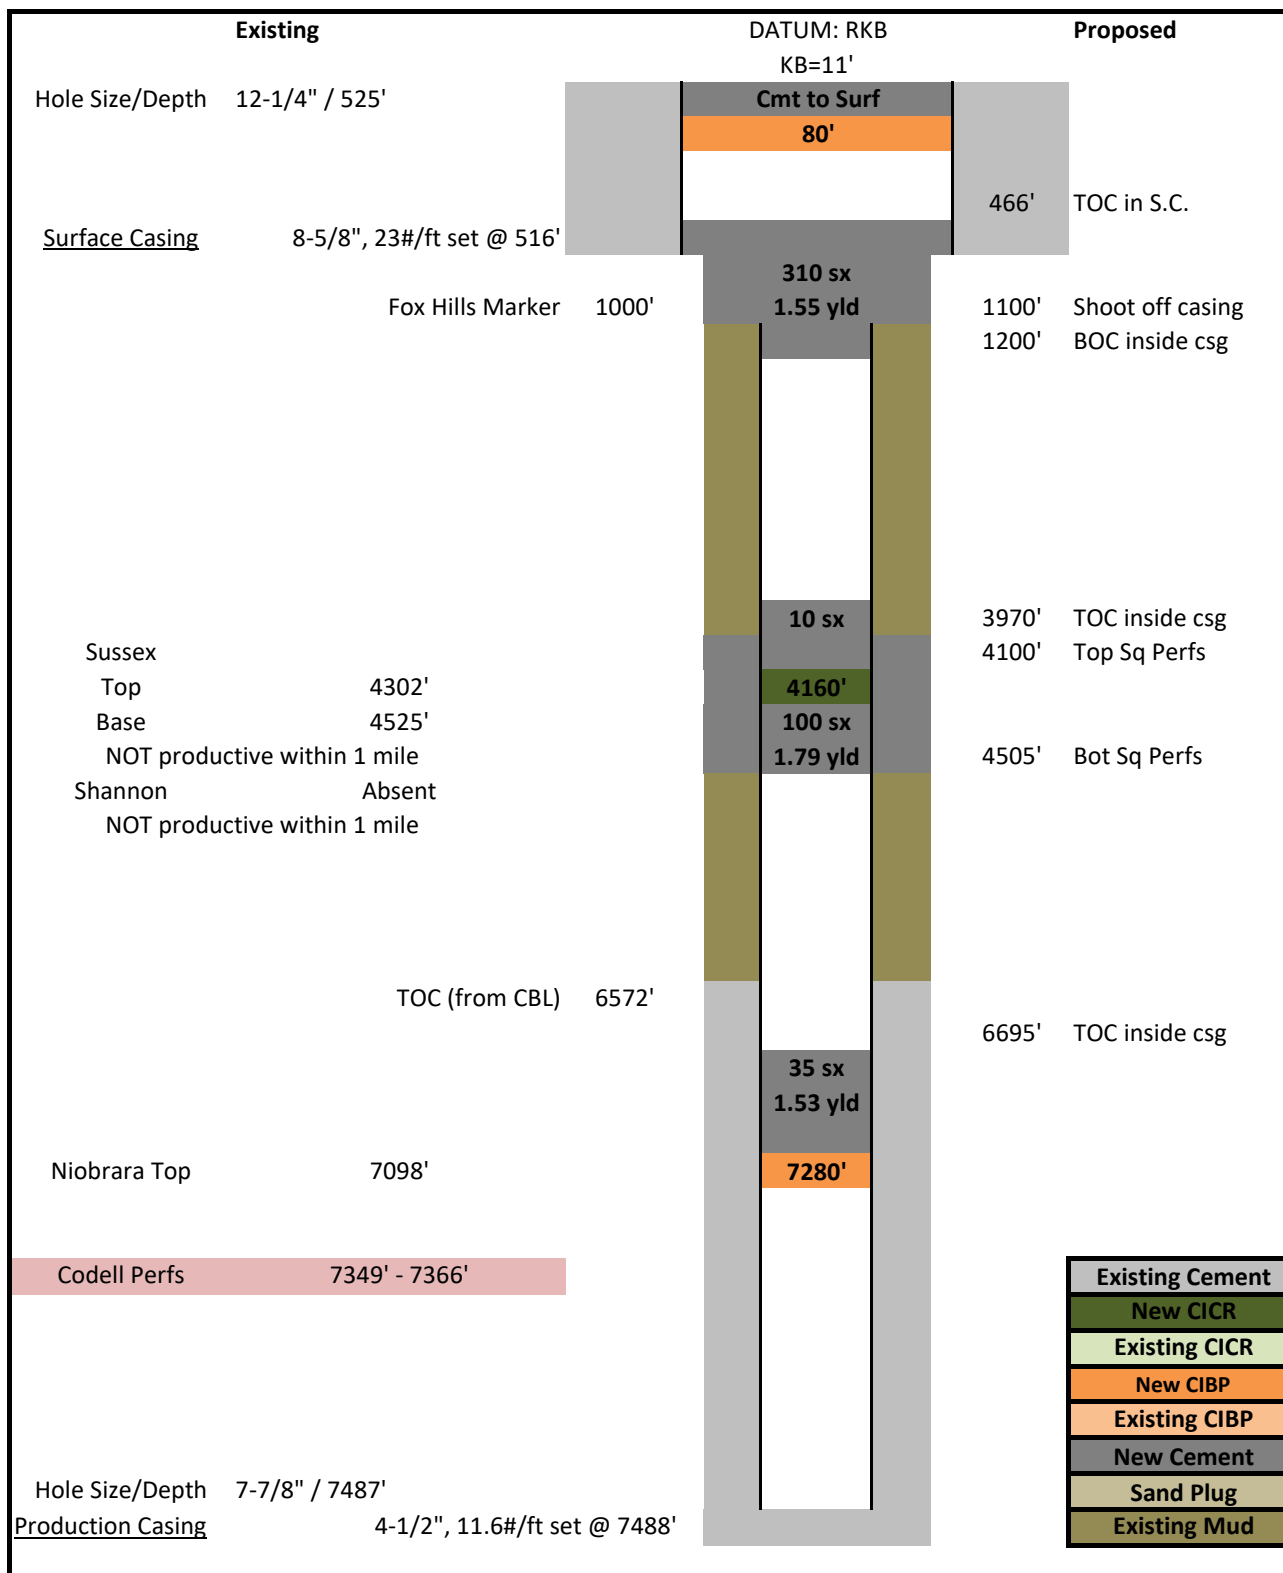 Existing DATUM: RKB Proposed
KB=11'
Hole Size/Depth 12-1/4" / 525' Cmt to Surf
80'
466' TOC in S.C.
Surface Casing 8-5/8", 23#/ft set @ 516'
310 sx
Fox Hills Marker 1000' 1.55 yld 1100' Shoot off casing
1200' BOC inside csg
10 sx 3970' TOC inside csg
Sussex 4100' Top Sq Perfs
Top 4302' 4160'
Base 4525' 100 sx
NOT productive within 1 mile 1.79 yld 4505' Bot Sq Perfs
Shannon Absent
NOT productive within 1 mile
TOC (from CBL) 6572'
6695' TOC inside csg
35 sx
1.53 yld
Niobrara Top 7098' 7280'
Codell Perfs 7349' - 7366' Existing Cement
New CICR
Existing CICR
New CIBP
Existing CIBP
New Cement
Hole Size/Depth 7-7/8" / 7487' Sand Plug
Production Casing 4-1/2", 11.6#/ft set @ 7488' Existing Mud